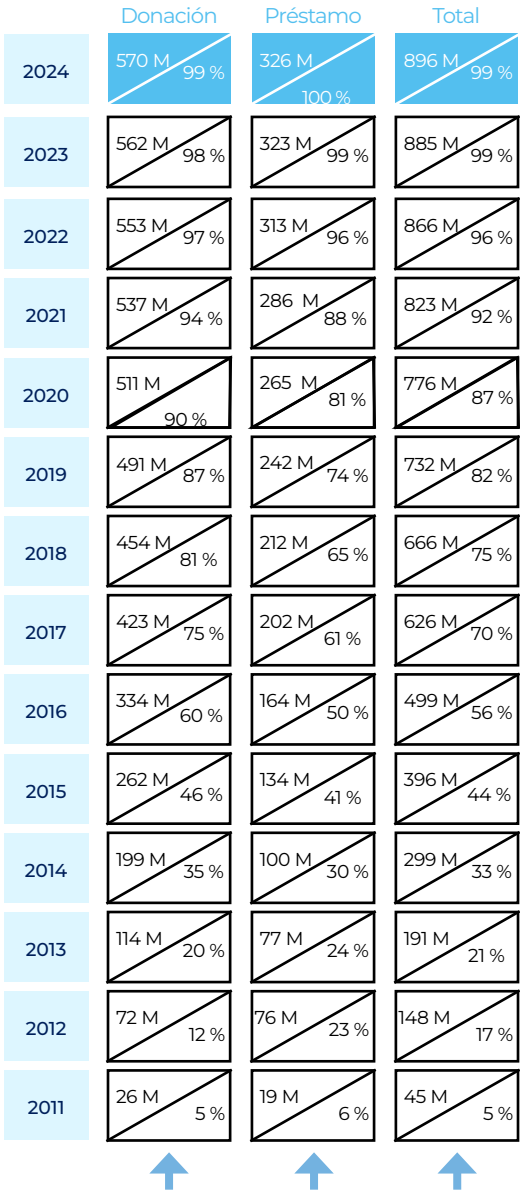 Donación Préstamo Total
2024 570 M 99 % 326 M 100 % 896 M 99 %
2023 562 M 98 % 323 M 99 % 885 M 99 %
2022 553 M 97 % 313 M 96 % 866 M 96 %
2021 537 M 94 % 286 M 88 % 823 M 92 %
2020 511 M 90 % 265 M 81 % 776 M 87 %
2019 491 M 87 % 242 M 74 % 732 M 82 %
2018 454 M 81 % 212 M 65 % 666 M 75 %
2017 423 M 75 % 202 M 61 % 626 M 70 %
2016 334 M 60 % 164 M 50 % 499 M 56 %
2015 262 M 46 % 134 M 41 % 396 M 44 %
2014 199 M 35 % 100 M 30 % 299 M 33 %
2013 114 M 20 % 77 M 24 % 191 M 21 %
2012 72 M 12 % 76 M 23 % 148 M 17 %
2011 26 M 5 % 19 M 6 % 45 M 5 %